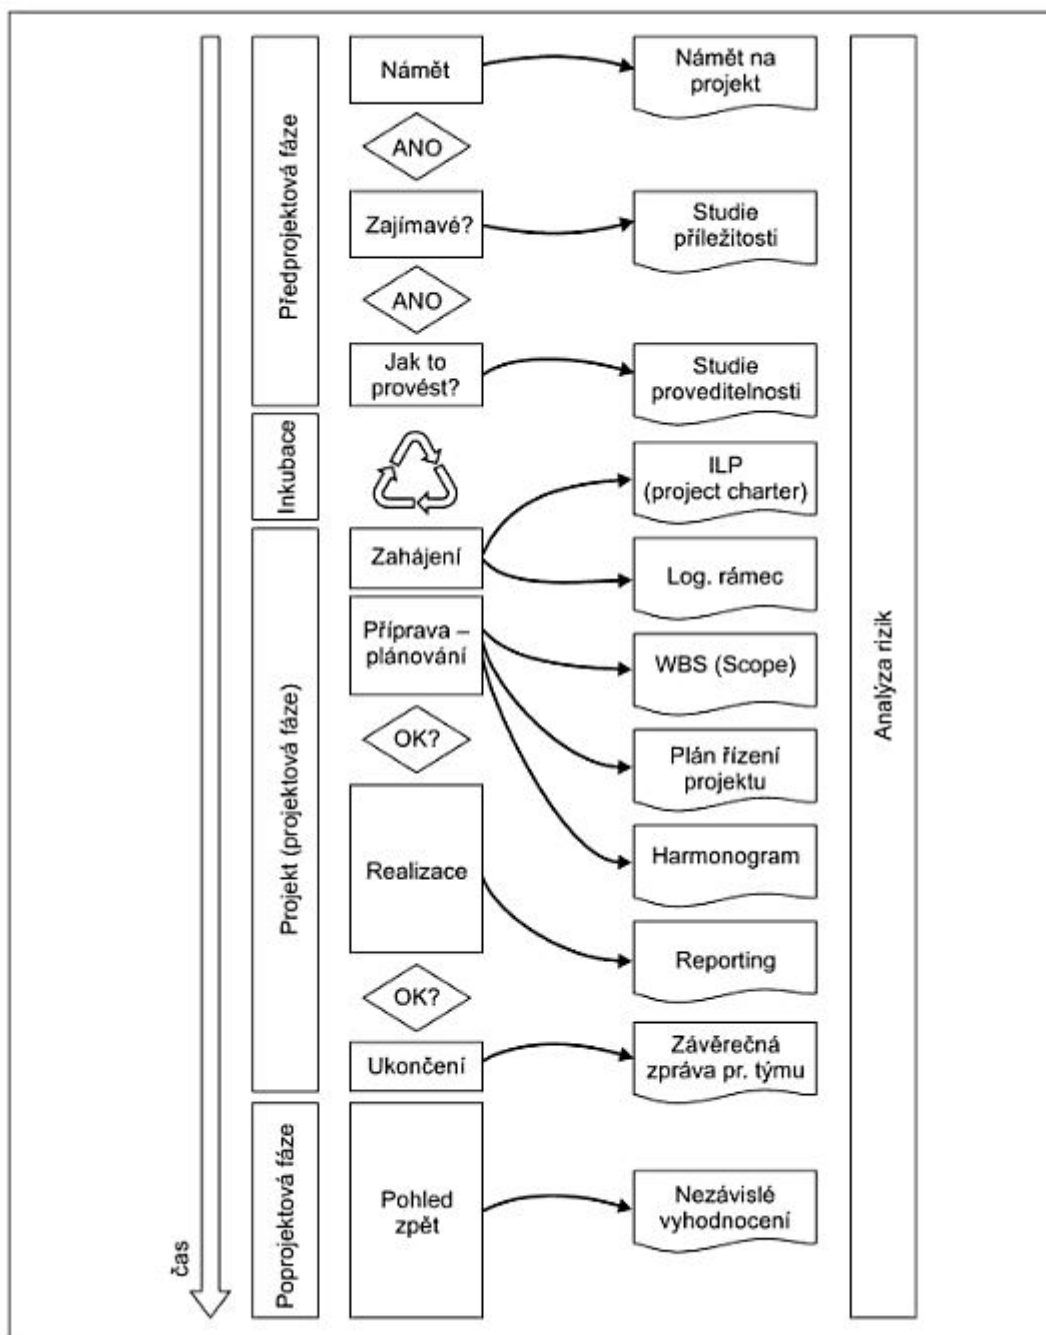 čas
Předprojektová fáze
Inkubace
Projekt (projektová fáze)
Poprojektová fáze
Námět
ANO
Zajímavé?
ANO
Jak to
provést?
Zahájení
Příprava –
plánování
OK?
Realizace
OK?
Ukončení
Pohled
zpět
Námět na
projekt
Studie
příležitosti
Studie
proveditelnosti
ILP
(project charter)
Log. rámec
WBS (Scope)
Plán řízení
projektu
Harmonogram
Reporting
Závěrečná
zpráva pr. týmu
Nezávislé
vyhodnocení
Analýza rizik